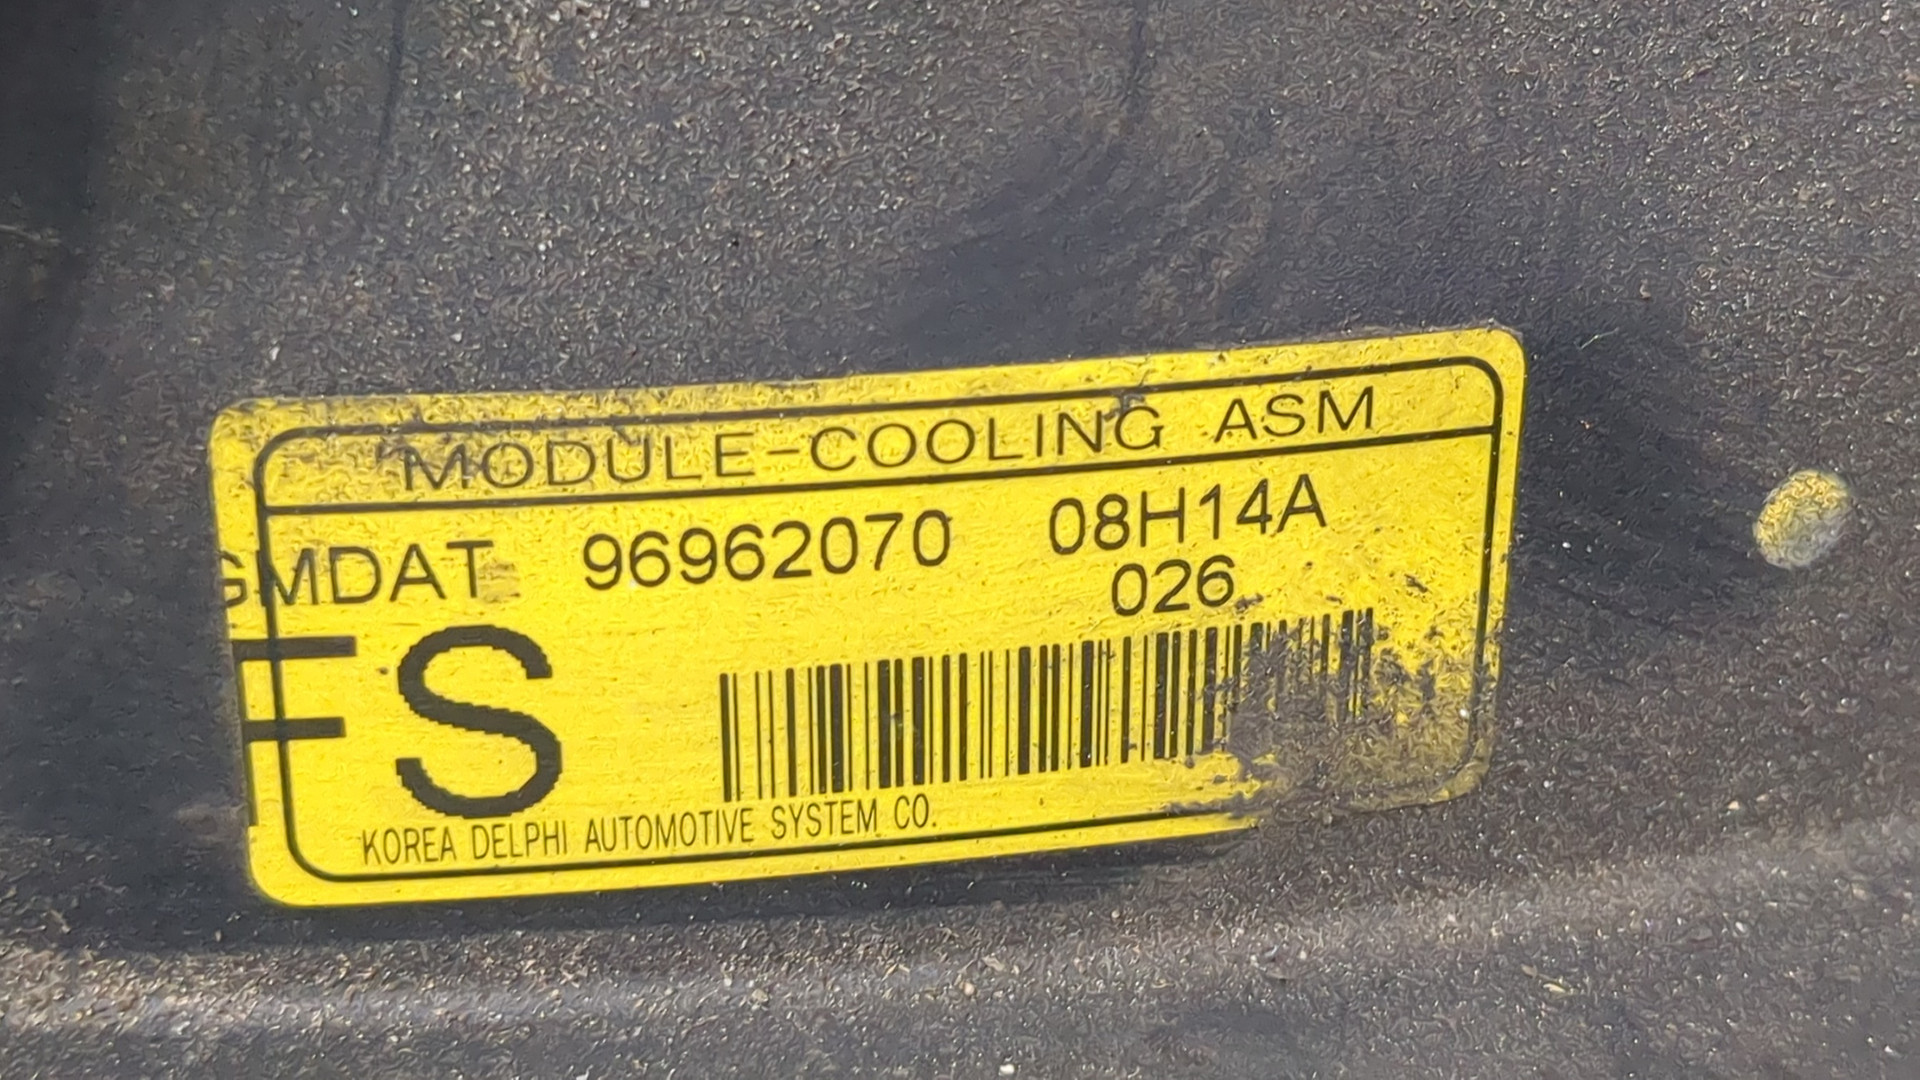 MODULE-COOLING ASM
GMDAT 96962070 08H14A
026
FS
KOREA DELPHI AUTOMOTIVE SYSTEM CO.